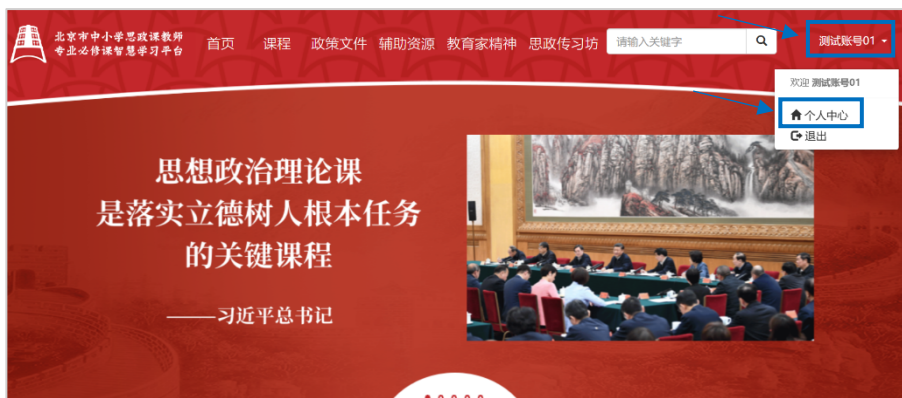 北京市中小学思政课教师
专业必修课智慧学习平台
首页 课程 政策文件 辅助资源 教育家精神 思政传习坊 请输入关键字 测试账号01
欢迎 测试账号01
个人中心
退出
思想政治理论课
是落实立德树人根本任务
的关键课程
——习近平总书记